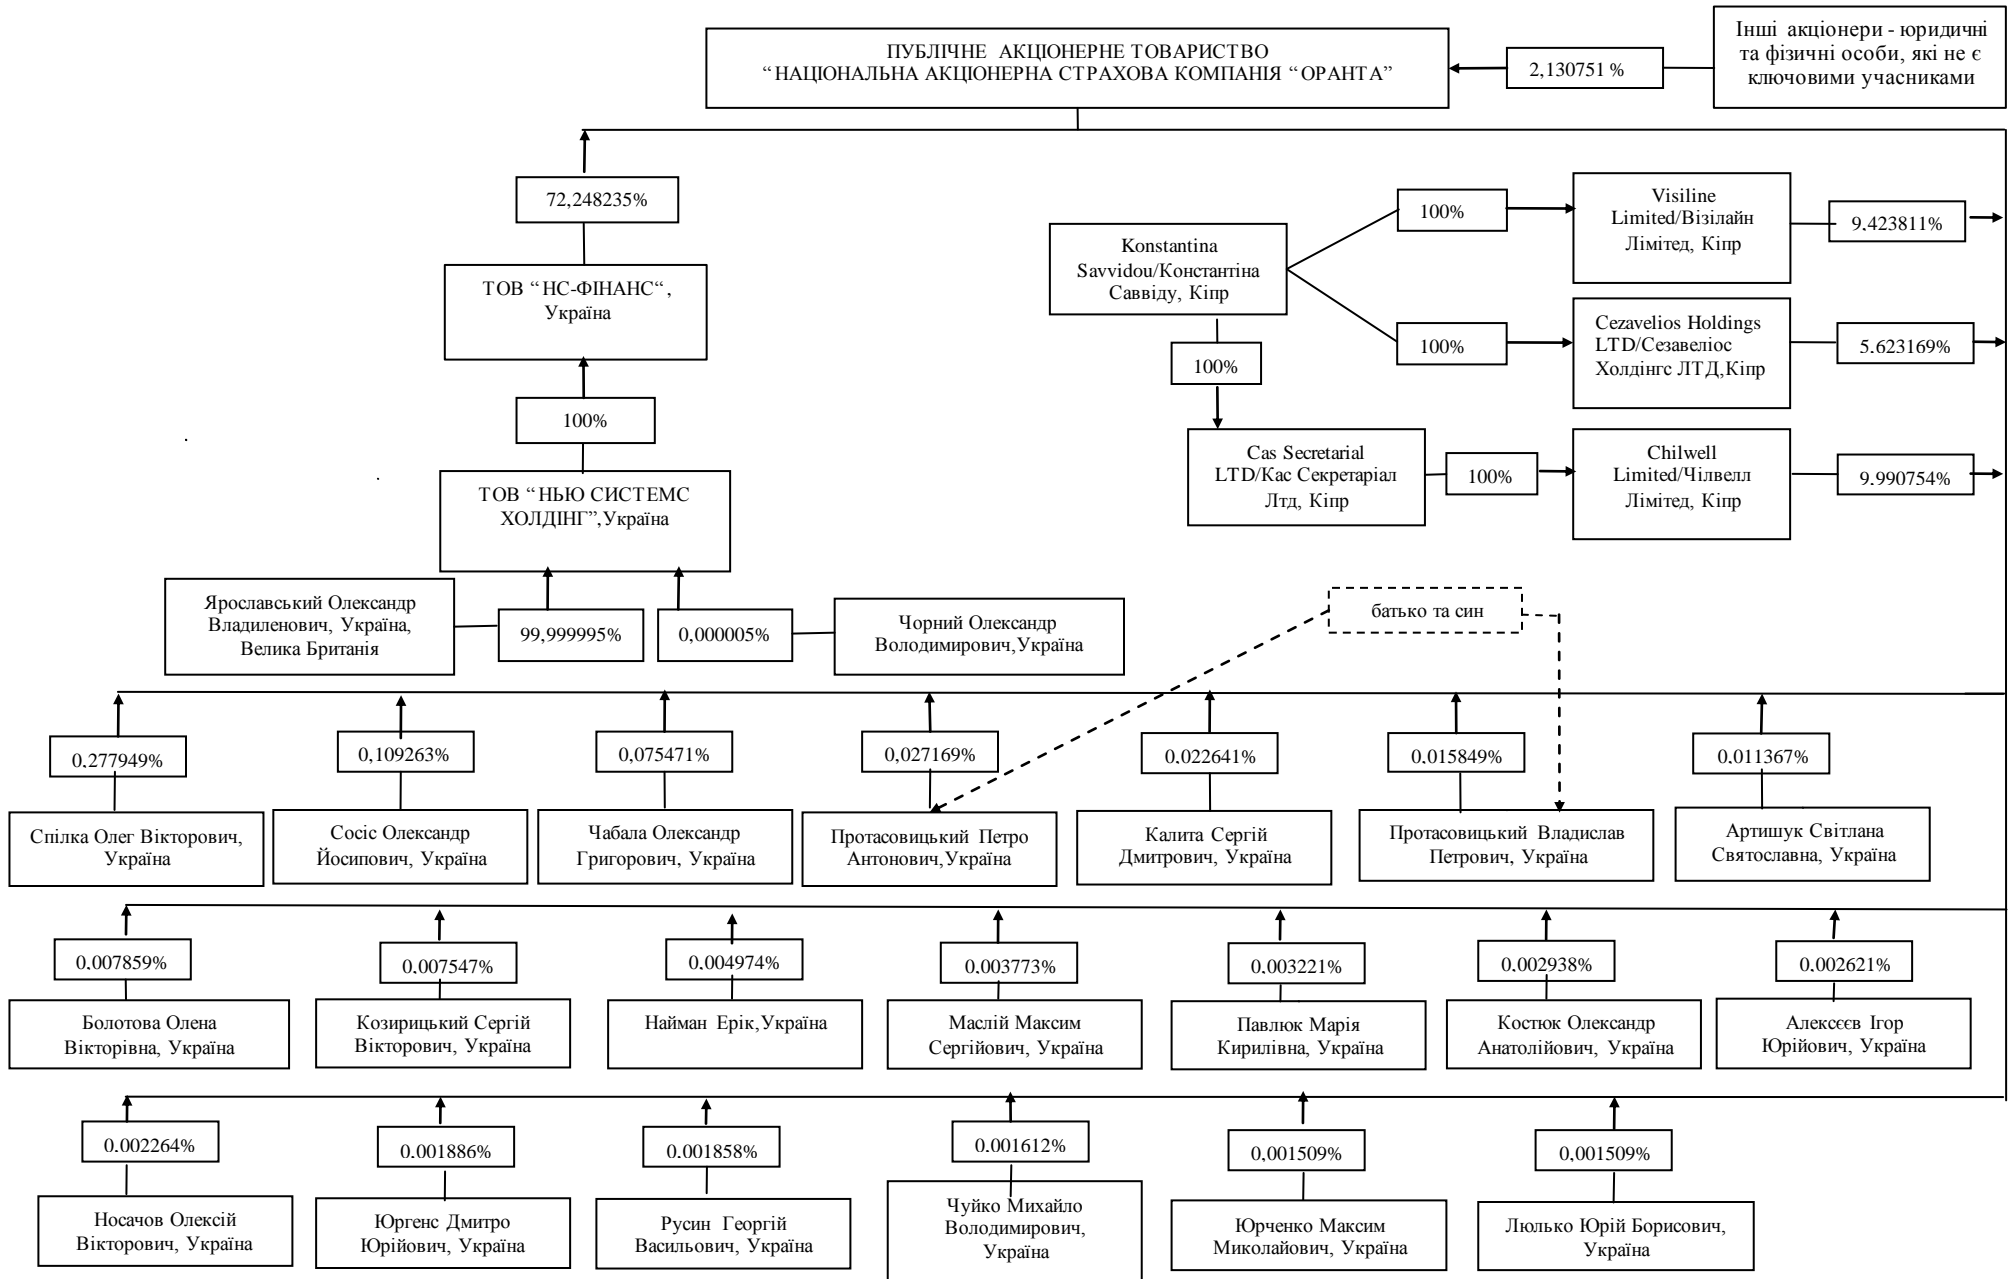 ПУБЛІЧНЕ АКЦІОНЕРНЕ ТОВАРИСТВО
“НАЦІОНАЛЬНА АКЦІОНЕРНА СТРАХОВА КОМПАНІЯ “ОРАНТА”
2,130751 %
Інші акціонери - юридичні
та фізичні особи, які не є
ключовими учасниками
72,248235%
ТОВ “НС-ФІНАНС“,
Україна
100%
ТОВ “НЬЮ СИСТЕМС
ХОЛДІНГ”,Україна
Ярославський Олександр
Владиленович, Україна,
Велика Британія
99,999995%
0,000005%
Чорний Олександр
Володимирович,Україна
Konstantina
Savvidou/Константіна
Саввіду, Кіпр
100%
Visiline
Limited/Візілайн
Лімітед, Кіпр
9,423811%
100%
Cezavelios Holdings
LTD/Сезавеліос
Холдінгс ЛТД,Кіпр
5,623169%
100%
Cas Secretarial
LTD/Кас Секретаріал
Лтд, Кіпр
100%
Chilwell
Limited/Чілвелл
Лімітед, Кіпр
9,990754%
батько та син
0,277949%
0,109263%
0,075471%
0,027169%
0,022641%
0,015849%
0,011367%
Спілка Олег Вікторович,
Україна
Сосіс Олександр
Йосипович, Україна
Чабала Олександр
Григорович, Україна
Протасовицький Петро
Антонович,Україна
Калита Сергій
Дмитрович, Україна
Протасовицький Владислав
Петрович, Україна
Артишук Світлана
Святославна, Україна
0,007859%
0,007547%
0,004974%
0,003773%
0,003221%
0,002938%
0,002621%
Болотова Олена
Вікторівна, Україна
Козирицький Сергій
Вікторович, Україна
Найман Ерік,Україна
Маслій Максим
Сергійович, Україна
Павлюк Марія
Кирилівна, Україна
Костюк Олександр
Анатолійович, Україна
Алексєєв Ігор
Юрійович, Україна
0,002264%
0,001886%
0,001858%
0,001612%
0,001509%
0,001509%
Носачов Олексій
Вікторович, Україна
Юргенс Дмитро
Юрійович, Україна
Русин Георгій
Васильович, Україна
Чуйко Михайло
Володимирович,
Україна
Юрченко Максим
Миколайович, Україна
Люлько Юрій Борисович,
Україна